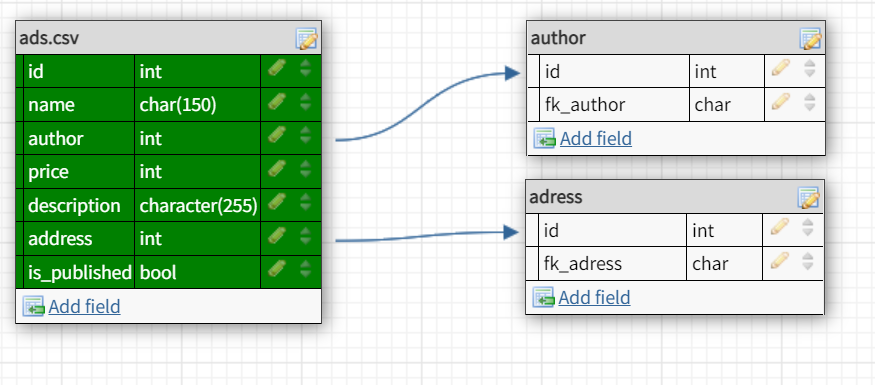 ads.csv
id int
name char(150)
author int
price int
description character(255)
address int
is_published bool
Add field
author
id int
fk_author char
Add field
adress
id int
fk_adress char
Add field